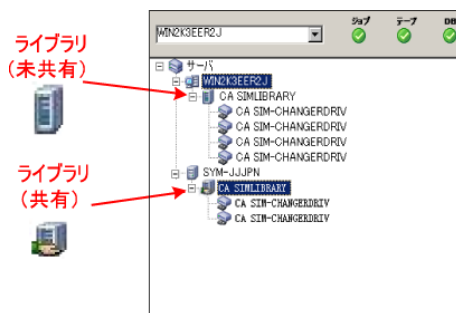 ライブラリ
(未共有)
ライブラリ
(共有)
WIN2K3EER2J
ジョブ
テープ
DB
サーバ
WIN2K3EER2J
CA SIMLIBRARY
CA SIM-CHANGERDRIV
CA SIM-CHANGERDRIV
CA SIM-CHANGERDRIV
CA SIM-CHANGERDRIV
SYM-JJJPN
CA SIMLIBRARY
CA SIM-CHANGERDRIV
CA SIM-CHANGERDRIV